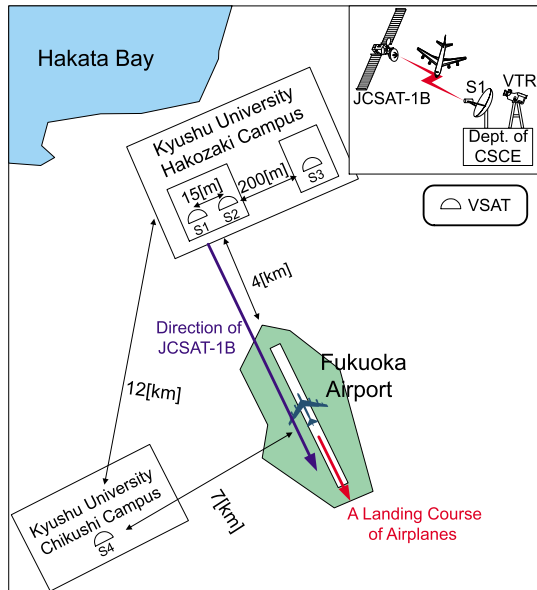 Hakata Bay
JCSAT-1B
S1
VTR
Dept. of
CSCE
VSAT
Kyushu University
Hakozaki Campus
15[m]
200[m]
S1
S2
S3
4[km]
Direction of
JCSAT-1B
Fukuoka
Airport
12[km]
Kyushu University
Chikushi Campus
S4
7[km]
A Landing Course
of Airplanes